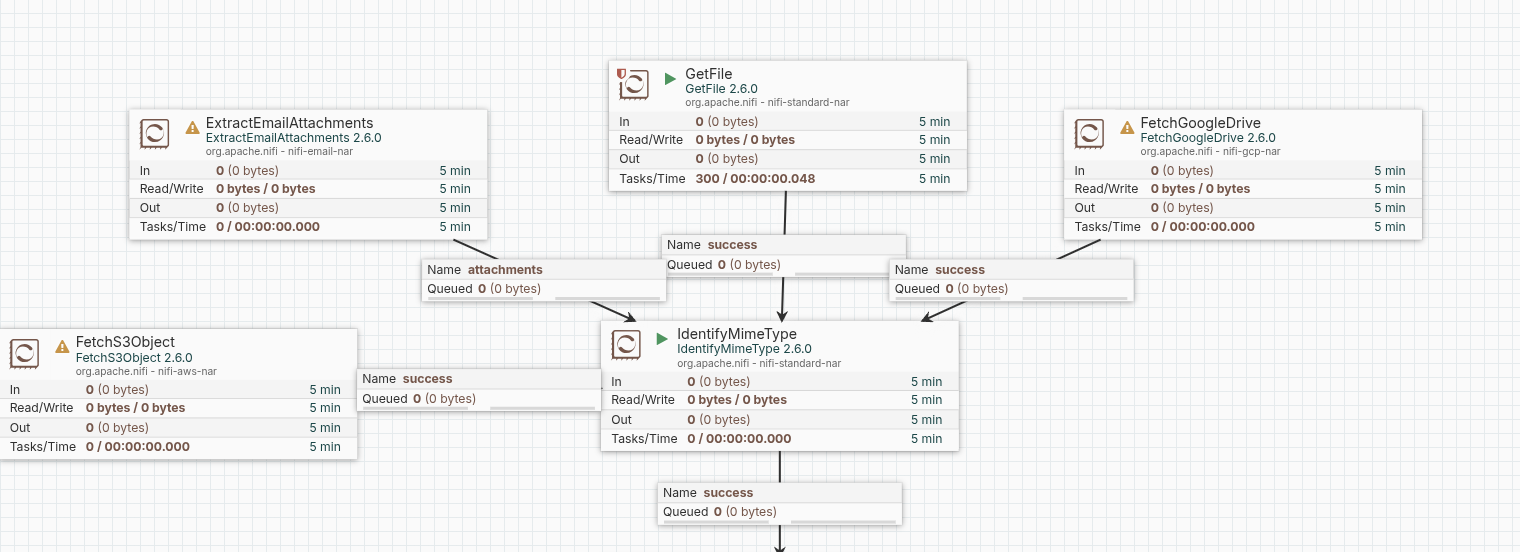 GetFile
GetFile 2.6.0
org.apache.nifi - nifi-standard-nar
In 0 (0 bytes) 5 min
Read/Write 0 bytes / 0 bytes 5 min
Out 0 (0 bytes) 5 min
Tasks/Time 300 / 00:00:00.048 5 min
ExtractEmailAttachments
ExtractEmailAttachments 2.6.0
org.apache.nifi - nifi-email-nar
In 0 (0 bytes) 5 min
Read/Write 0 bytes / 0 bytes 5 min
Out 0 (0 bytes) 5 min
Tasks/Time 0 / 00:00:00.000 5 min
FetchGoogleDrive
FetchGoogleDrive 2.6.0
org.apache.nifi - nifi-gcp-nar
In 0 (0 bytes) 5 min
Read/Write 0 bytes / 0 bytes 5 min
Out 0 (0 bytes) 5 min
Tasks/Time 0 / 00:00:00.000 5 min
Name success
Queued 0 (0 bytes)
Name attachments
Queued 0 (0 bytes)
Name success
Queued 0 (0 bytes)
FetchS3Object
FetchS3Object 2.6.0
org.apache.nifi - nifi-aws-nar
In 0 (0 bytes) 5 min
Read/Write 0 bytes / 0 bytes 5 min
Out 0 (0 bytes) 5 min
Tasks/Time 0 / 00:00:00.000 5 min
Name success
Queued 0 (0 bytes)
IdentifyMimeType
IdentifyMimeType 2.6.0
org.apache.nifi - nifi-standard-nar
In 0 (0 bytes) 5 min
Read/Write 0 bytes / 0 bytes 5 min
Out 0 (0 bytes) 5 min
Tasks/Time 0 / 00:00:00.000 5 min
Name success
Queued 0 (0 bytes)